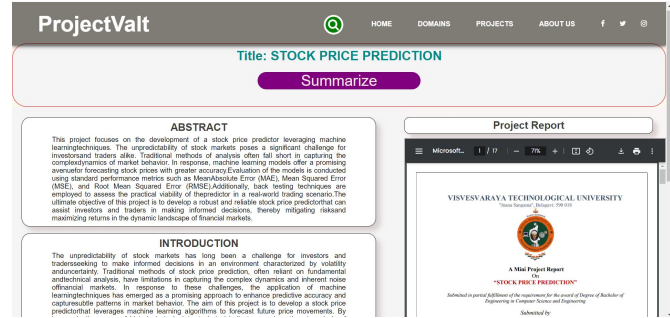 ProjectValt
HOME
DOMAINS
PROJECTS
ABOUT US
Title: STOCK PRICE PREDICTION
Summarize
ABSTRACT
This project focuses on the development of a stock price predictor leveraging machine
learningtechniques. The unpredictability of stock markets poses a significant challenge for
investorsand traders alike. Traditional methods of analysis often fall short in capturing the
complexdynamics of market behavior. In response, machine learning models offer a promising
avenuefor forecasting stock prices with greater accuracy.Evaluation of the models is conducted
using standard performance metrics such as MeanAbsolute Error (MAE), Mean Squared Error
(MSE), and Root Mean Squared Error (RMSE).Additionally, back testing techniques are
employed to assess the practical viability of thepredictor in a real-world trading scenario.The
ultimate objective of this project is to develop a robust and reliable stock price predictorthat can
assist investors and traders in making informed decisions, thereby mitigating risksand
maximizing returns in the dynamic landscape of financial markets.
INTRODUCTION
The unpredictability of stock markets has long been a challenge for investors and
tradersseeking to make informed decisions in an environment characterized by volatility
anduncertainty. Traditional methods of stock price prediction, often reliant on fundamental
andtechnical analysis, have limitations in capturing the complex dynamics and inherent noise
offinancial markets. In response to these challenges, the application of machine
learningtechniques has emerged as a promising approach to enhance predictive accuracy and
capturesubtle patterns in market behavior. The aim of this project is to develop a stock price
predictorthat leverages machine learning algorithms to forecast future price movements. By
Project Report
Microsoft... 1 / 17 71%
VISVESVARAYA TECHNOLOGICAL UNIVERSITY
"Jnana Sangama", Belagavi: 590 018
A Mini Project Report
On
"STOCK PRICE PREDICTION"
Submitted in partial fulfillment of the requirement for the award of Degree of Bachelor of
Engineering in Computer Science and Engineering
Submitted by